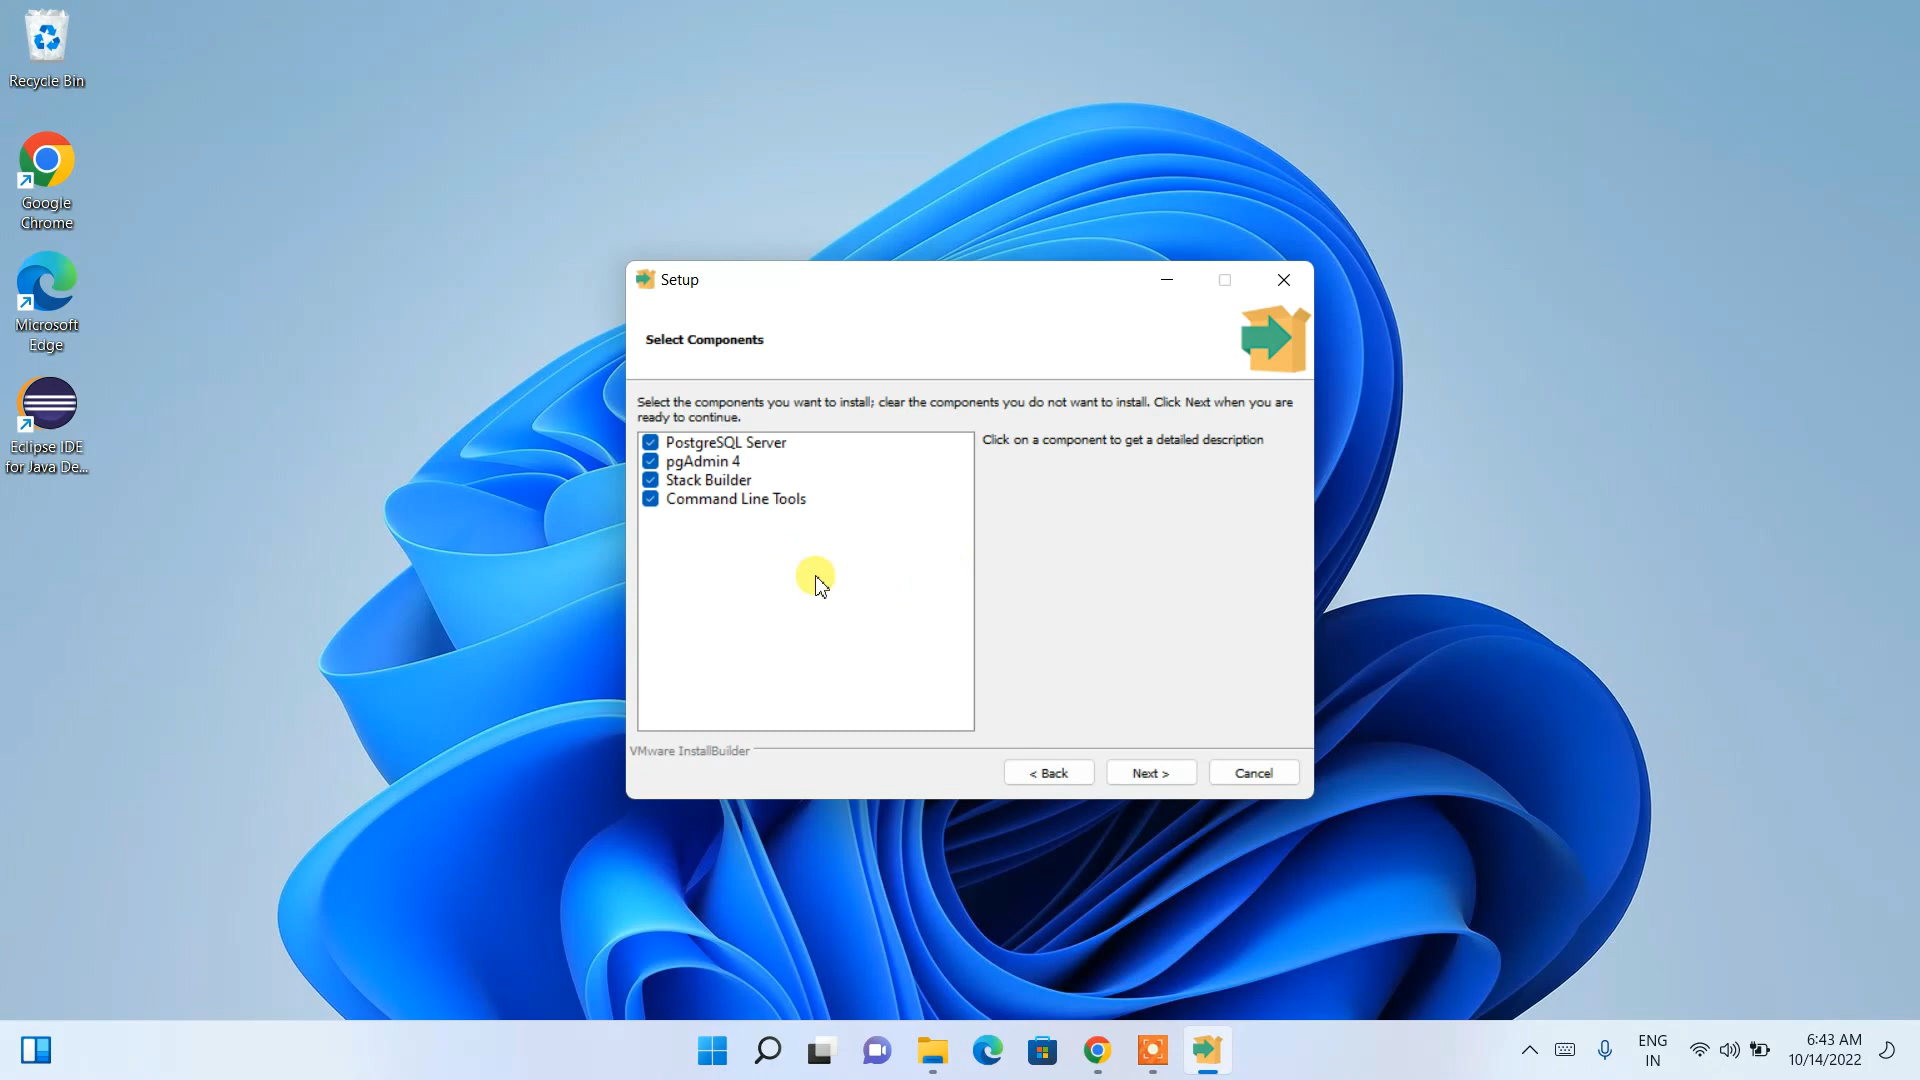 Recycle Bin
Google
Chrome
Microsoft
Edge
Eclipse IDE
for Java De...
Setup
Select Components
Select the components you want to install; clear the components you do not want to install. Click Next when you are
ready to continue.
PostgreSQL Server
pgAdmin 4
Stack Builder
Command Line Tools
Click on a component to get a detailed description
VMware InstallBuilder
< Back
Next >
Cancel
ENG
IN
6:43 AM
10/14/2022